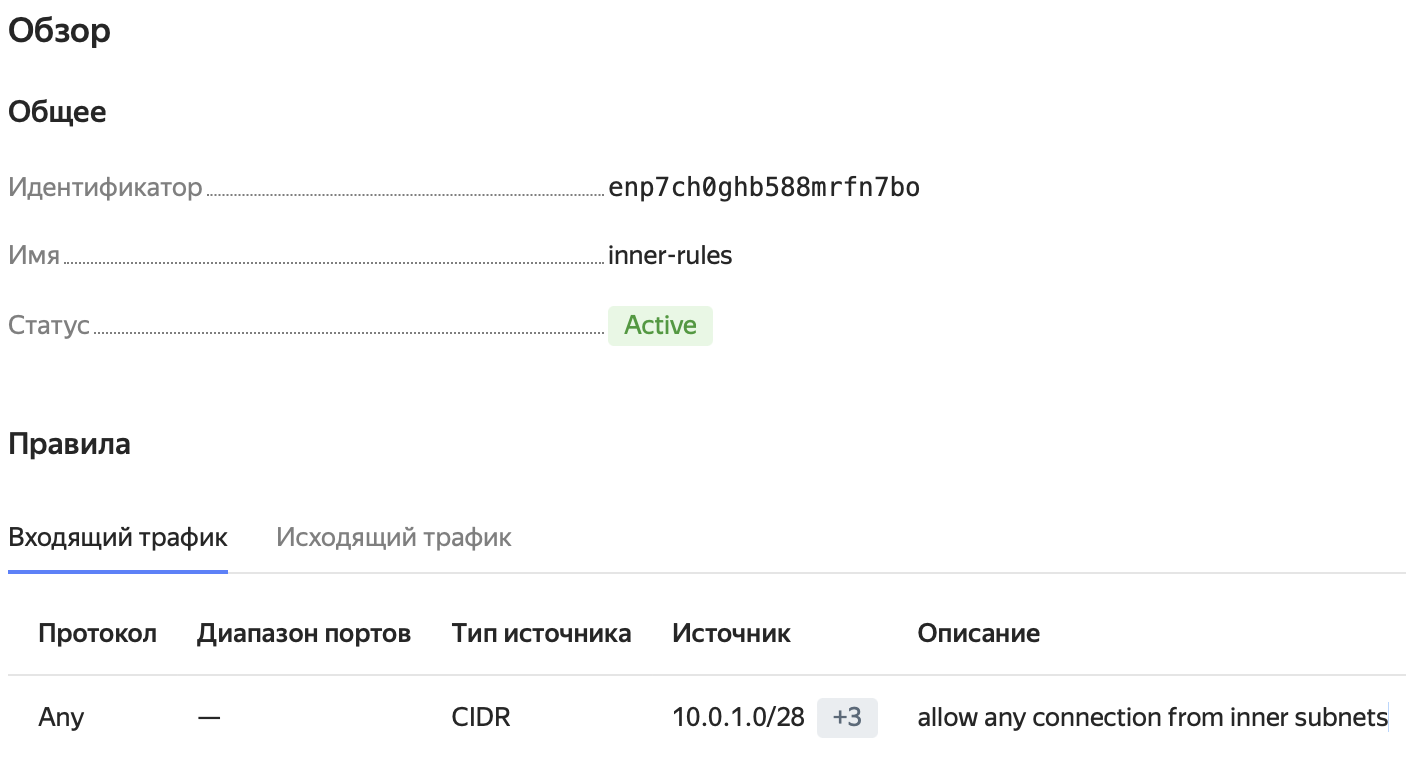 Обзор
Общее
Идентификатор enp7ch0ghb588mrfn7bo
Имя inner-rules
Статус Active
Правила
Входящий трафик Исходящий трафик
Протокол Диапазон портов Тип источника Источник Описание
Any — CIDR 10.0.1.0/28 +3 allow any connection from inner subnets